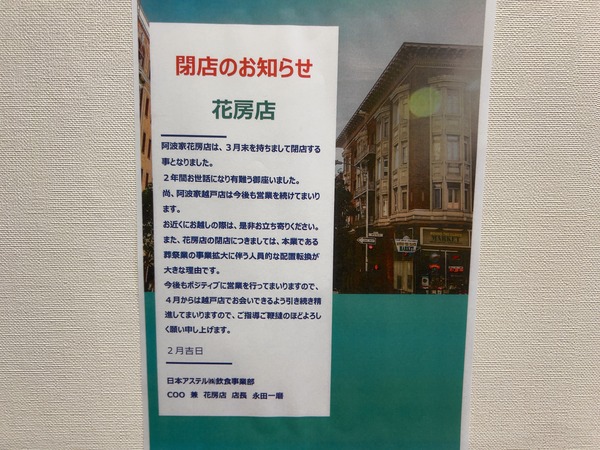 閉店のお知らせ
花房店
阿波家花房店は、３月末を持ちまして閉店する
事となりました。
２年間お世話になり有難う御座いました。
尚、阿波家越戸店は今後も営業を続けてまいり
ます。
お近くにお越しの際は、是非お立ち寄りください。
また、花房店の閉店につきましては、本業である
葬祭業の事業拡大に伴う人員的な配置転換が
大きな理由です。
今後もポジティブに営業を行ってまいりますので、
４月からは越戸店でお会いできるよう引き続き精
進してまいりますので、ご指導ご鞭撻のほどよろし
くお願い申し上げます。
２月吉日
日本アステル㈱飲食事業部
COO 兼 花房店 店長 永田一磨
MARKET
MARKET